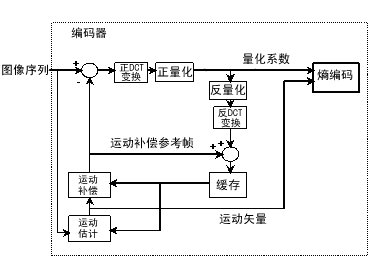 编码器
图像序列
+
-
正DCT
变换
正量化
量化系数
熵编码
反量化
反DCT
变换
+
+
运动补偿参考帧
运动
补偿
缓存
运动矢量
运动
估计